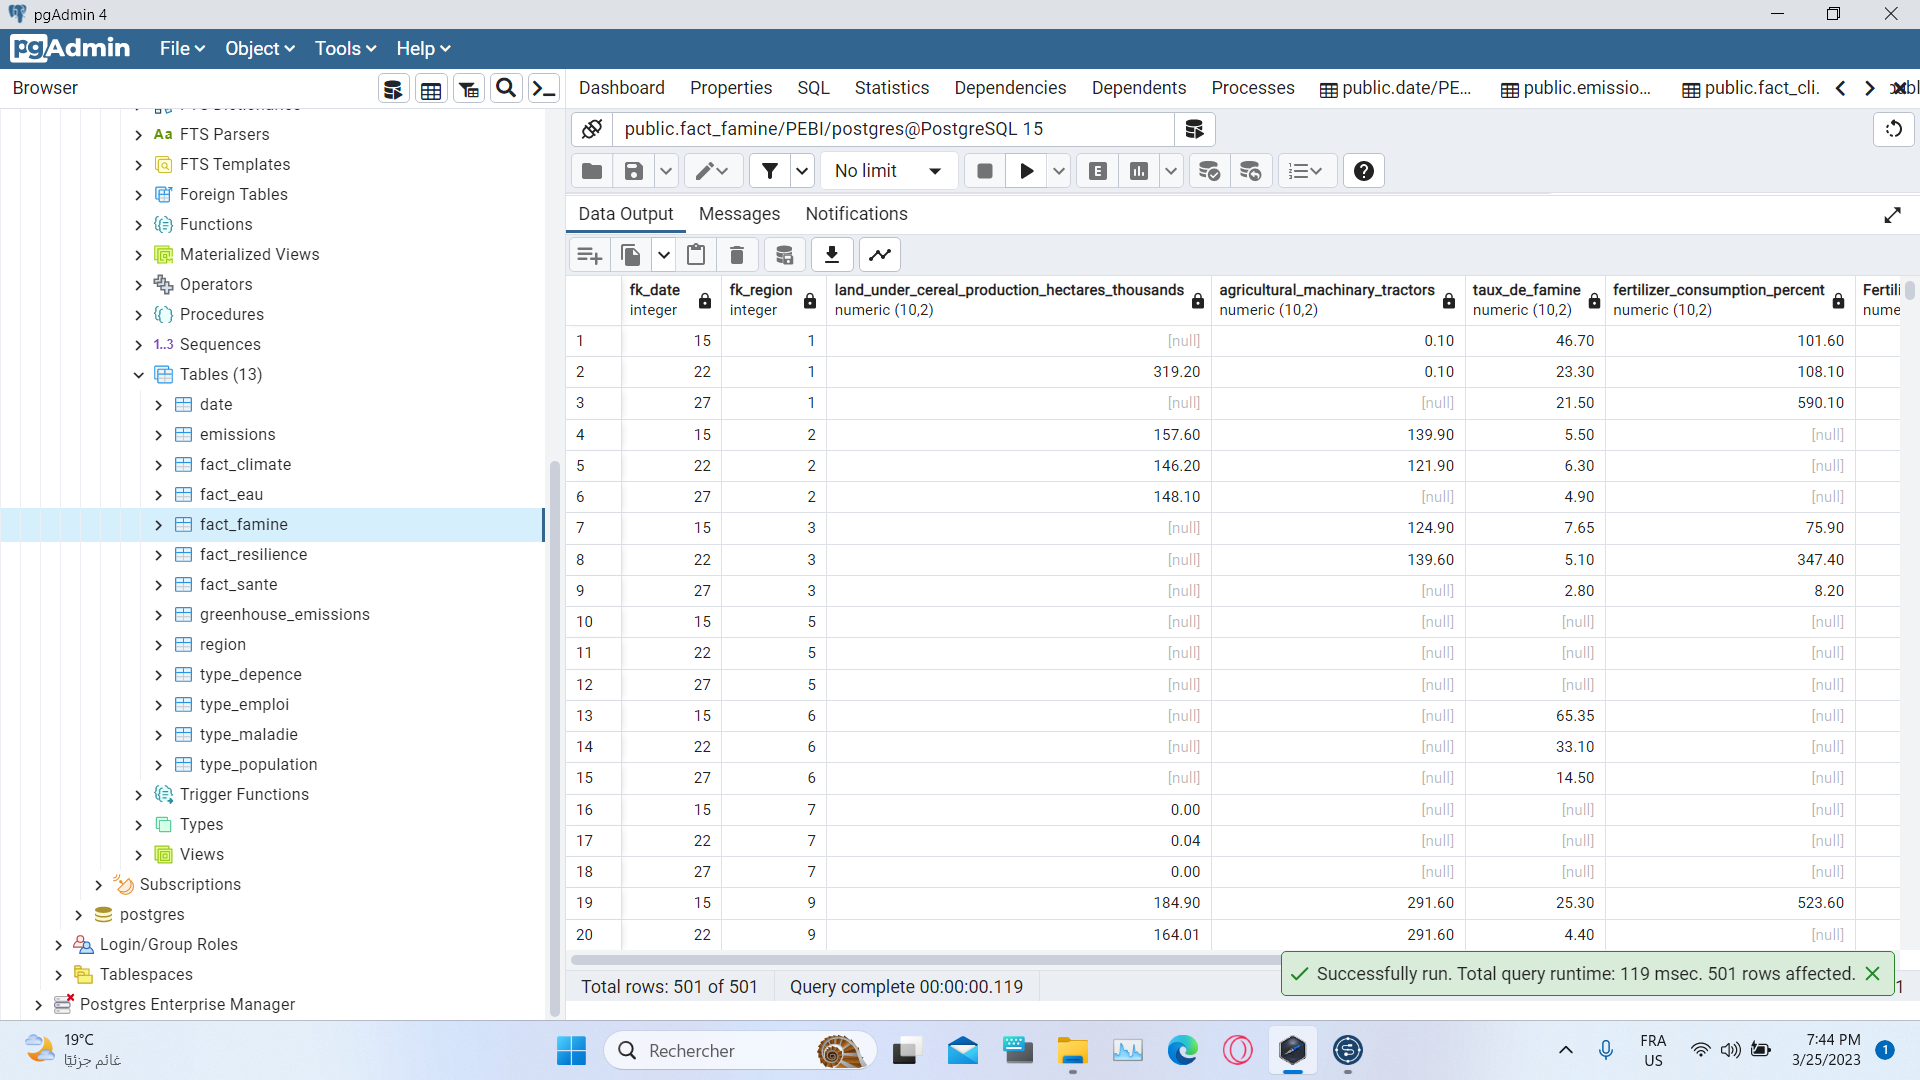 pgAdmin 4
pgAdmin File Object Tools Help
Browser
Dashboard Properties SQL Statistics Dependencies Dependents Processes public.date/PE... public.emissio... public.fact_cli.
FTS Parsers
FTS Templates
Foreign Tables
Functions
Materialized Views
Operators
Procedures
1..3 Sequences
Tables (13)
date
emissions
fact_climate
fact_eau
fact_famine
fact_resilience
fact_sante
greenhouse_emissions
region
type_depence
type_emploi
type_maladie
type_population
Trigger Functions
Types
Views
Subscriptions
postgres
Login/Group Roles
Tablespaces
Postgres Enterprise Manager
public.fact_famine/PEBI/postgres@PostgreSQL 15
No limit
Data Output Messages Notifications
fk_date fk_region land_under_cereal_production_hectares_thousands agricultural_machinary_tractors taux_de_famine fertilizer_consumption_percent Fertili
integer integer numeric (10,2) numeric (10,2) numeric (10,2) numeric (10,2) nume
1 15 1 [null] 0.10 46.70 101.60
2 22 1 319.20 0.10 23.30 108.10
3 27 1 [null] [null] 21.50 590.10
4 15 2 157.60 139.90 5.50 [null]
5 22 2 146.20 121.90 6.30 [null]
6 27 2 148.10 [null] 4.90 [null]
7 15 3 [null] 124.90 7.65 75.90
8 22 3 [null] 139.60 5.10 347.40
9 27 3 [null] [null] 2.80 8.20
10 15 5 [null] [null] [null] [null]
11 22 5 [null] [null] [null] [null]
12 27 5 [null] [null] [null] [null]
13 15 6 [null] [null] 65.35 [null]
14 22 6 [null] [null] 33.10 [null]
15 27 6 [null] [null] 14.50 [null]
16 15 7 0.00 [null] [null] [null]
17 22 7 0.04 [null] [null] [null]
18 27 7 0.00 [null] [null] [null]
19 15 9 184.90 291.60 25.30 523.60
20 22 9 164.01 291.60 4.40 [null]
Total rows: 501 of 501 Query complete 00:00:00.119
Successfully run. Total query runtime: 119 msec. 501 rows affected.
19°C
غائم جزئيًا
Rechercher
FRA
US
7:44 PM
3/25/2023
1